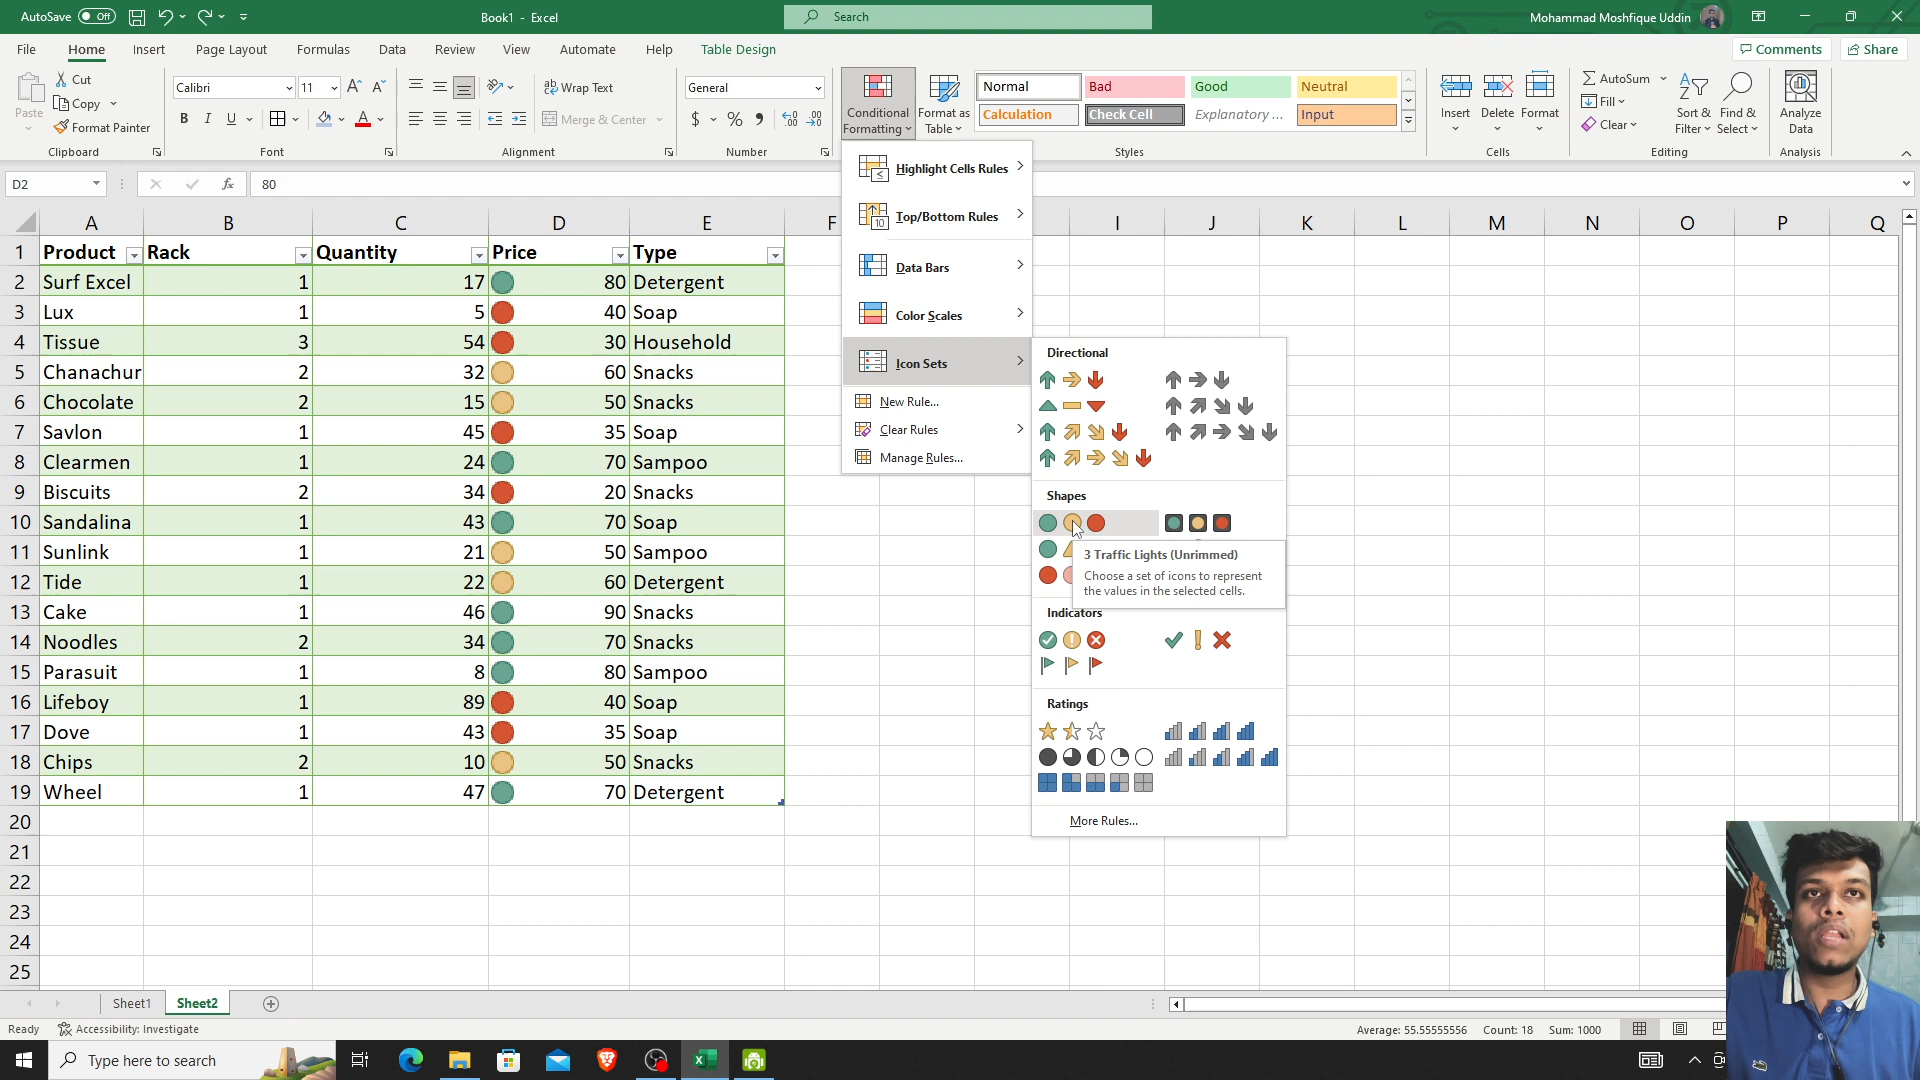 AutoSave Off Book1 - Excel Search Mohammad Moshfique Uddin
File Home Insert Page Layout Formulas Data Review View Automate Help Table Design Comments Share
Paste Cut Copy Format Painter Clipboard
Calibri 11 B I U Font
Wrap Text Merge & Center Alignment
General $ % Number
Conditional Formatting Format as Table
Normal Bad Good Neutral
Calculation Check Cell Explanatory ... Input
Styles
Insert Delete Format Cells
AutoSum Fill Clear Sort & Filter Find & Select Editing
Analyze Data Analysis
D2 fx 80
A B C D E F I J K L M N O P Q
1 Product Rack Quantity Price Type
2 Surf Excel 1 17 80 Detergent
3 Lux 1 5 40 Soap
4 Tissue 3 54 30 Household
5 Chanachur 2 32 60 Snacks
6 Chocolate 2 15 50 Snacks
7 Savlon 1 45 35 Soap
8 Clearmen 1 24 70 Sampoo
9 Biscuits 2 34 20 Snacks
10 Sandalina 1 43 70 Soap
11 Sunlink 1 21 50 Sampoo
12 Tide 1 22 60 Detergent
13 Cake 1 46 90 Snacks
14 Noodles 2 34 70 Snacks
15 Parasuit 1 8 80 Sampoo
16 Lifeboy 1 89 40 Soap
17 Dove 1 43 35 Soap
18 Chips 2 10 50 Snacks
19 Wheel 1 47 70 Detergent
20
21
22
23
24
25
Highlight Cells Rules
Top/Bottom Rules
Data Bars
Color Scales
Icon Sets
New Rule...
Clear Rules
Manage Rules...
Directional
Shapes
3 Traffic Lights (Unrimmed)
Choose a set of icons to represent
the values in the selected cells.
Indicators
Ratings
More Rules...
Sheet1 Sheet2
Ready Accessibility: Investigate Average: 55.55555556 Count: 18 Sum: 1000
Type here to search